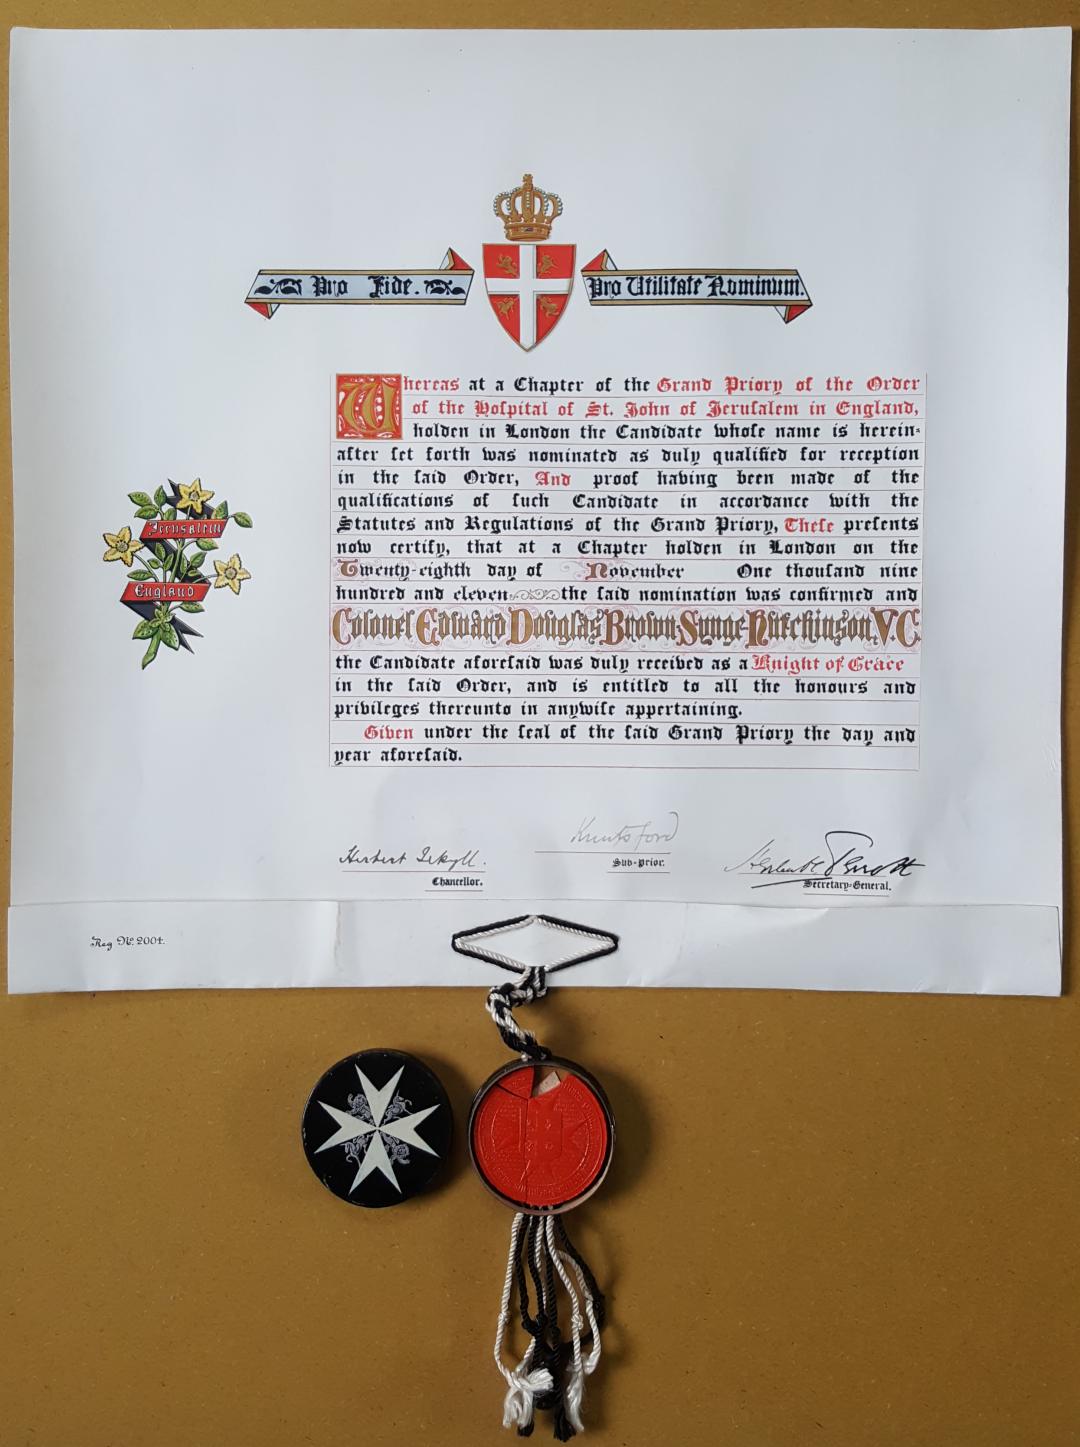 Pro Fide.
Pro Utilitate Hominum.
Whereas at a Chapter of the Grand Priory of the Order
of the Hospital of St. John of Jerusalem in England,
holden in London the Candidate whose name is herein-
after set forth was nominated as duly qualified for reception
in the said Order, And proof having been made of the
qualifications of such Candidate in accordance with the
Statutes and Regulations of the Grand Priory, These presents
now certify, that at a Chapter holden in London on the
Twenty-eighth day of November One thousand nine
hundred and eleven the said nomination was confirmed and
Colonel Edward Douglas Brown-Synge-Hutchinson, V.C.
the Candidate aforesaid was duly received as a Knight of Grace
in the said Order, and is entitled to all the honours and
privileges thereunto in anywise appertaining.
Given under the seal of the said Grand Priory the day and
year aforesaid.
Jerusalem
England
Herbert Jekyll.
Chancellor.
Knutsford
Sub-Prior.
Herbert Perrott
Secretary-General.
Reg No. 2004.